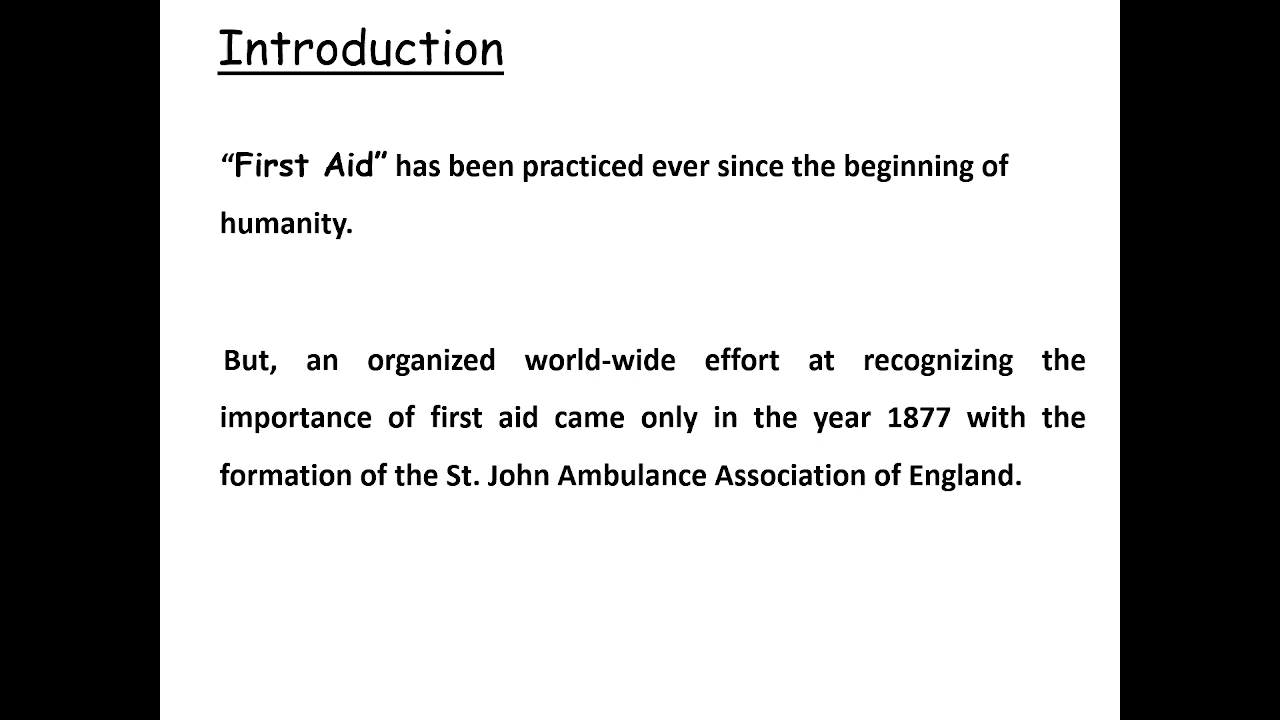 Introduction
“First Aid” has been practiced ever since the beginning of
humanity.
But, an organized world-wide effort at recognizing the
importance of first aid came only in the year 1877 with the
formation of the St. John Ambulance Association of England.